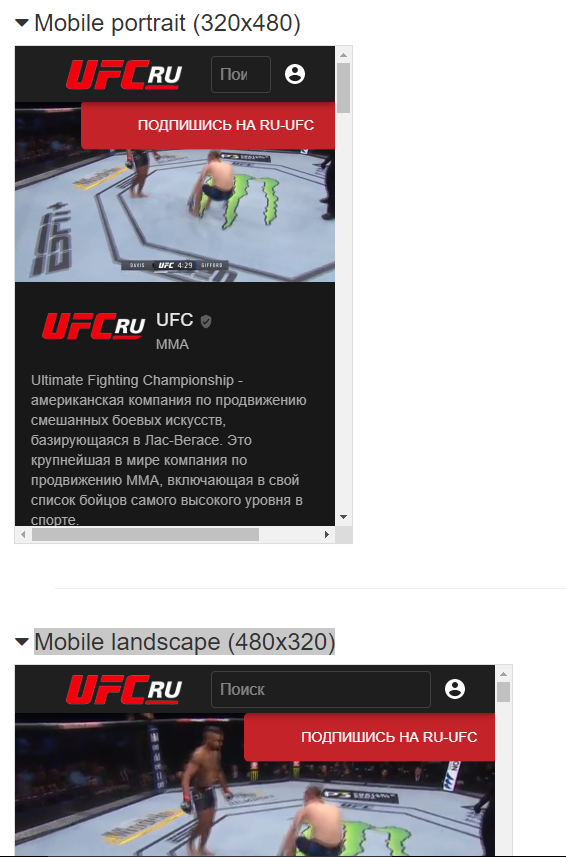 Mobile portrait (320x480)
UFC RU
Пои
ПОДПИШИСЬ НА RU-UFC
DAVIS UFC 4:29 GIFFORD
UFC RU
UFC
MMA
Ultimate Fighting Championship -
американская компания по продвижению
смешанных боевых искусств,
базирующаяся в Лас-Вегасе. Это
крупнейшая в мире компания по
продвижению ММА, включающая в свой
список бойцов самого высокого уровня в
спорте.
Mobile landscape (480x320)
UFC RU
Поиск
ПОДПИШИСЬ НА RU-UFC
UFC